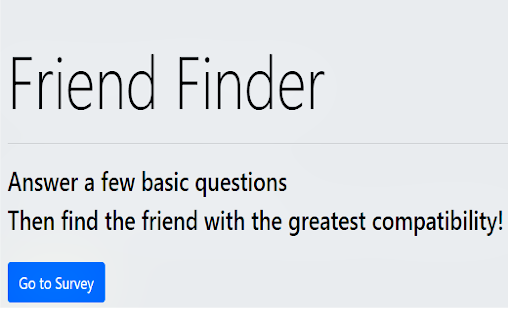 Friend Finder
Answer a few basic questions
Then find the friend with the greatest compatibility!
Go to Survey